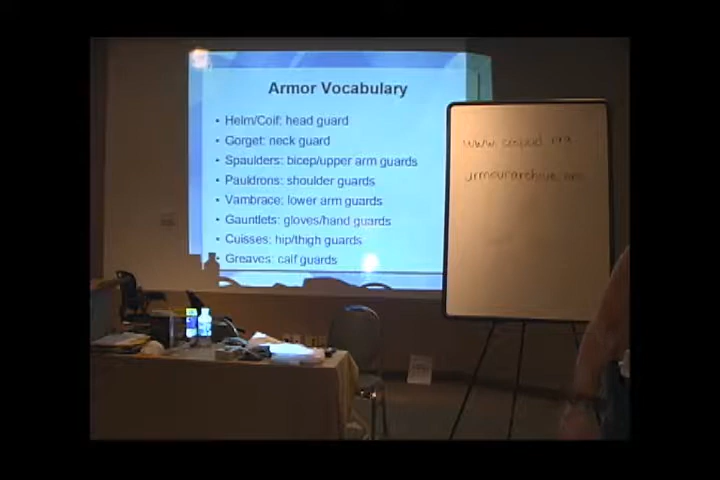 Armor Vocabulary
• Helm/Coif: head guard
• Gorget: neck guard
• Spaulders: bicep/upper arm guards
• Pauldrons: shoulder guards
• Vambrace: lower arm guards
• Gauntlets: gloves/hand guards
• Cuisses: hip/thigh guards
• Greaves: calf guards
www.